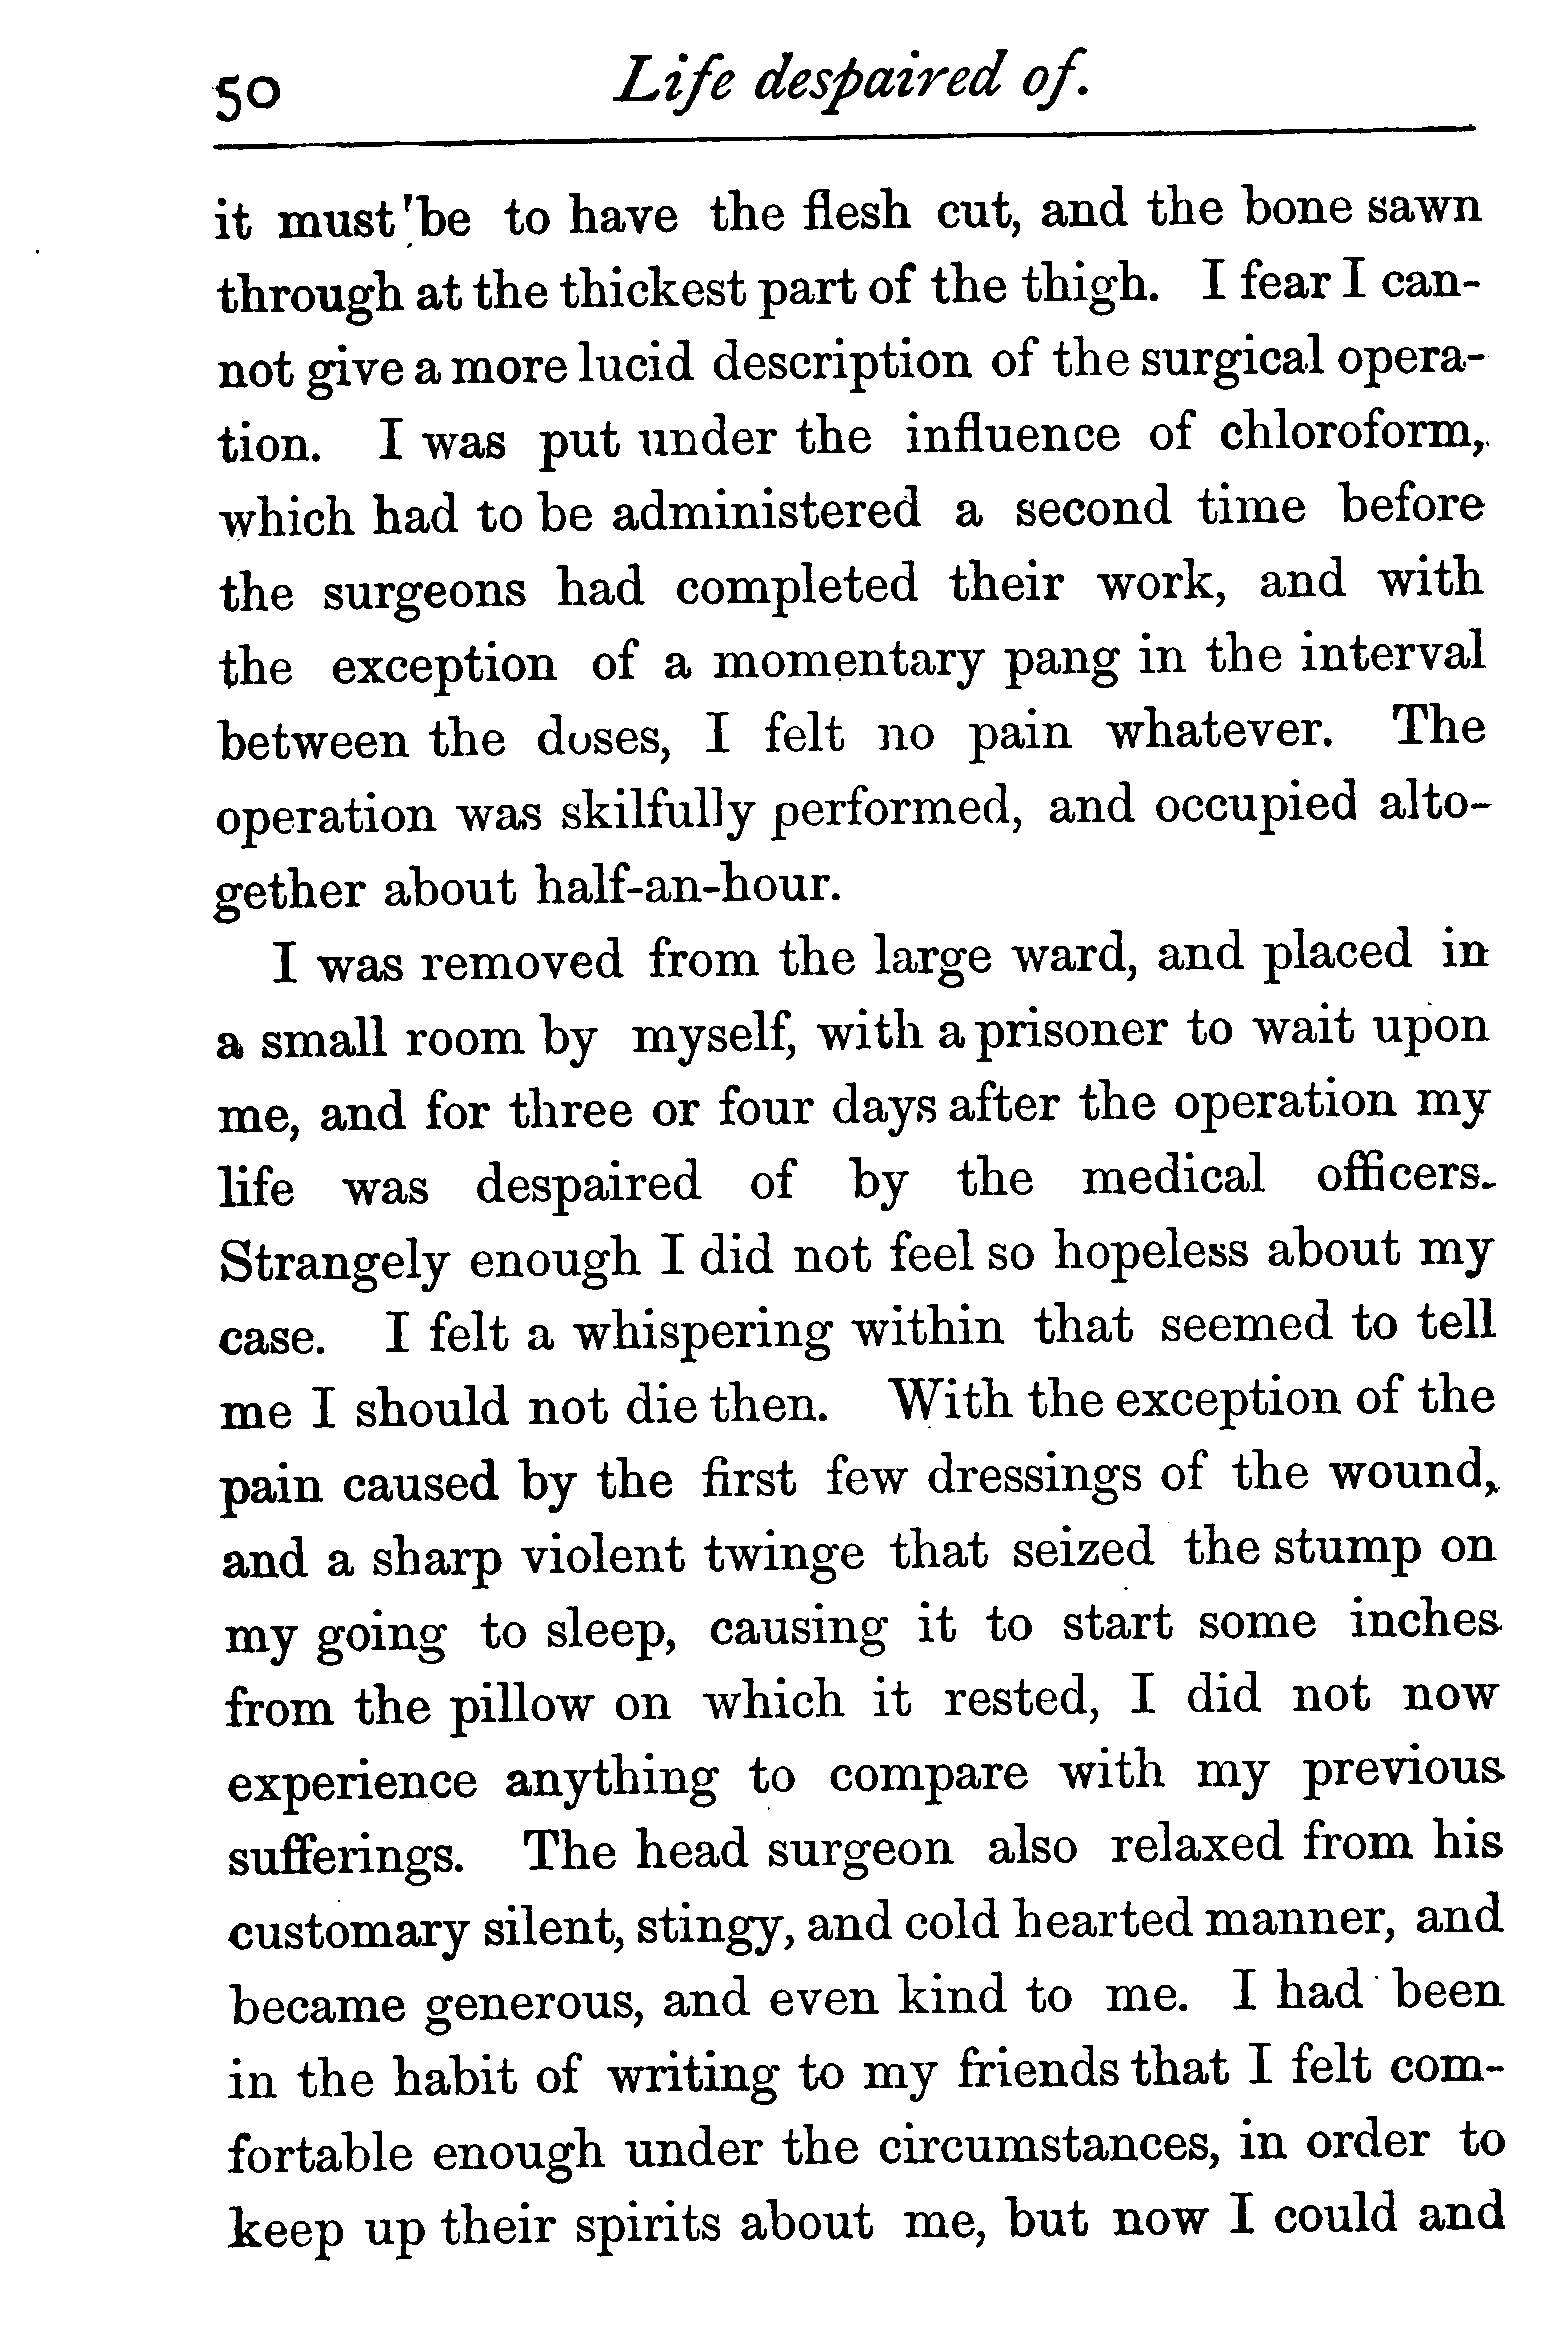 50 Life despaired of.
it must be to have the flesh cut, and the bone sawn
through at the thickest part of the thigh. I fear I can-
not give a more lucid description of the surgical opera-
tion. I was put under the influence of chloroform,
which had to be administered a second time before
the surgeons had completed their work, and with
the exception of a momentary pang in the interval
between the doses, I felt no pain whatever. The
operation was skilfully performed, and occupied alto-
gether about half-an-hour.
I was removed from the large ward, and placed in
a small room by myself, with a prisoner to wait upon
me, and for three or four days after the operation my
life was despaired of by the medical officers.
Strangely enough I did not feel so hopeless about my
case. I felt a whispering within that seemed to tell
me I should not die then. With the exception of the
pain caused by the first few dressings of the wound,
and a sharp violent twinge that seized the stump on
my going to sleep, causing it to start some inches
from the pillow on which it rested, I did not now
experience anything to compare with my previous
sufferings. The head surgeon also relaxed from his
customary silent, stingy, and cold hearted manner, and
became generous, and even kind to me. I had been
in the habit of writing to my friends that I felt com-
fortable enough under the circumstances, in order to
keep up their spirits about me, but now I could and